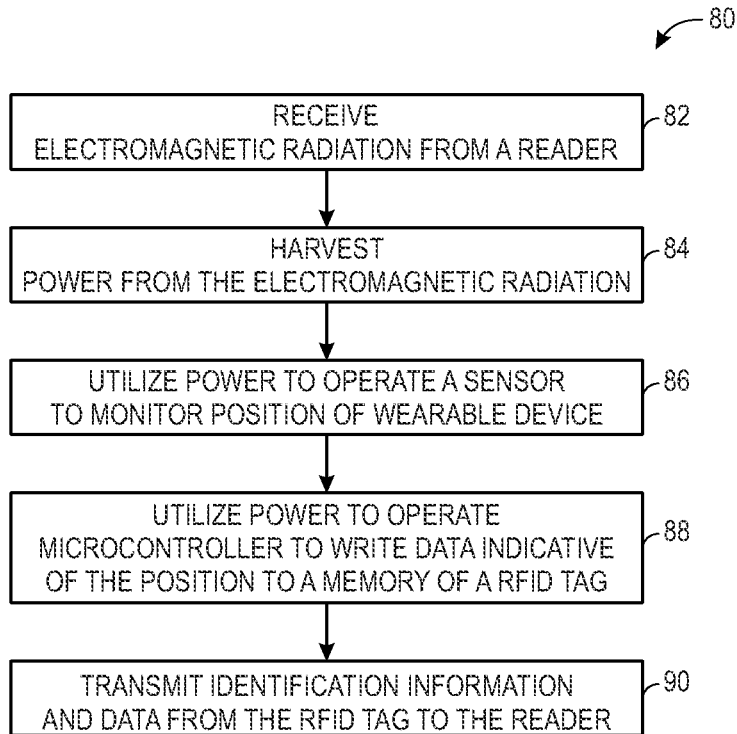 80
RECEIVE
ELECTROMAGNETIC RADIATION FROM A READER
82
HARVEST
POWER FROM THE ELECTROMAGNETIC RADIATION
84
UTILIZE POWER TO OPERATE A SENSOR
TO MONITOR POSITION OF WEARABLE DEVICE
86
UTILIZE POWER TO OPERATE
MICROCONTROLLER TO WRITE DATA INDICATIVE
OF THE POSITION TO A MEMORY OF A RFID TAG
88
TRANSMIT IDENTIFICATION INFORMATION
AND DATA FROM THE RFID TAG TO THE READER
90